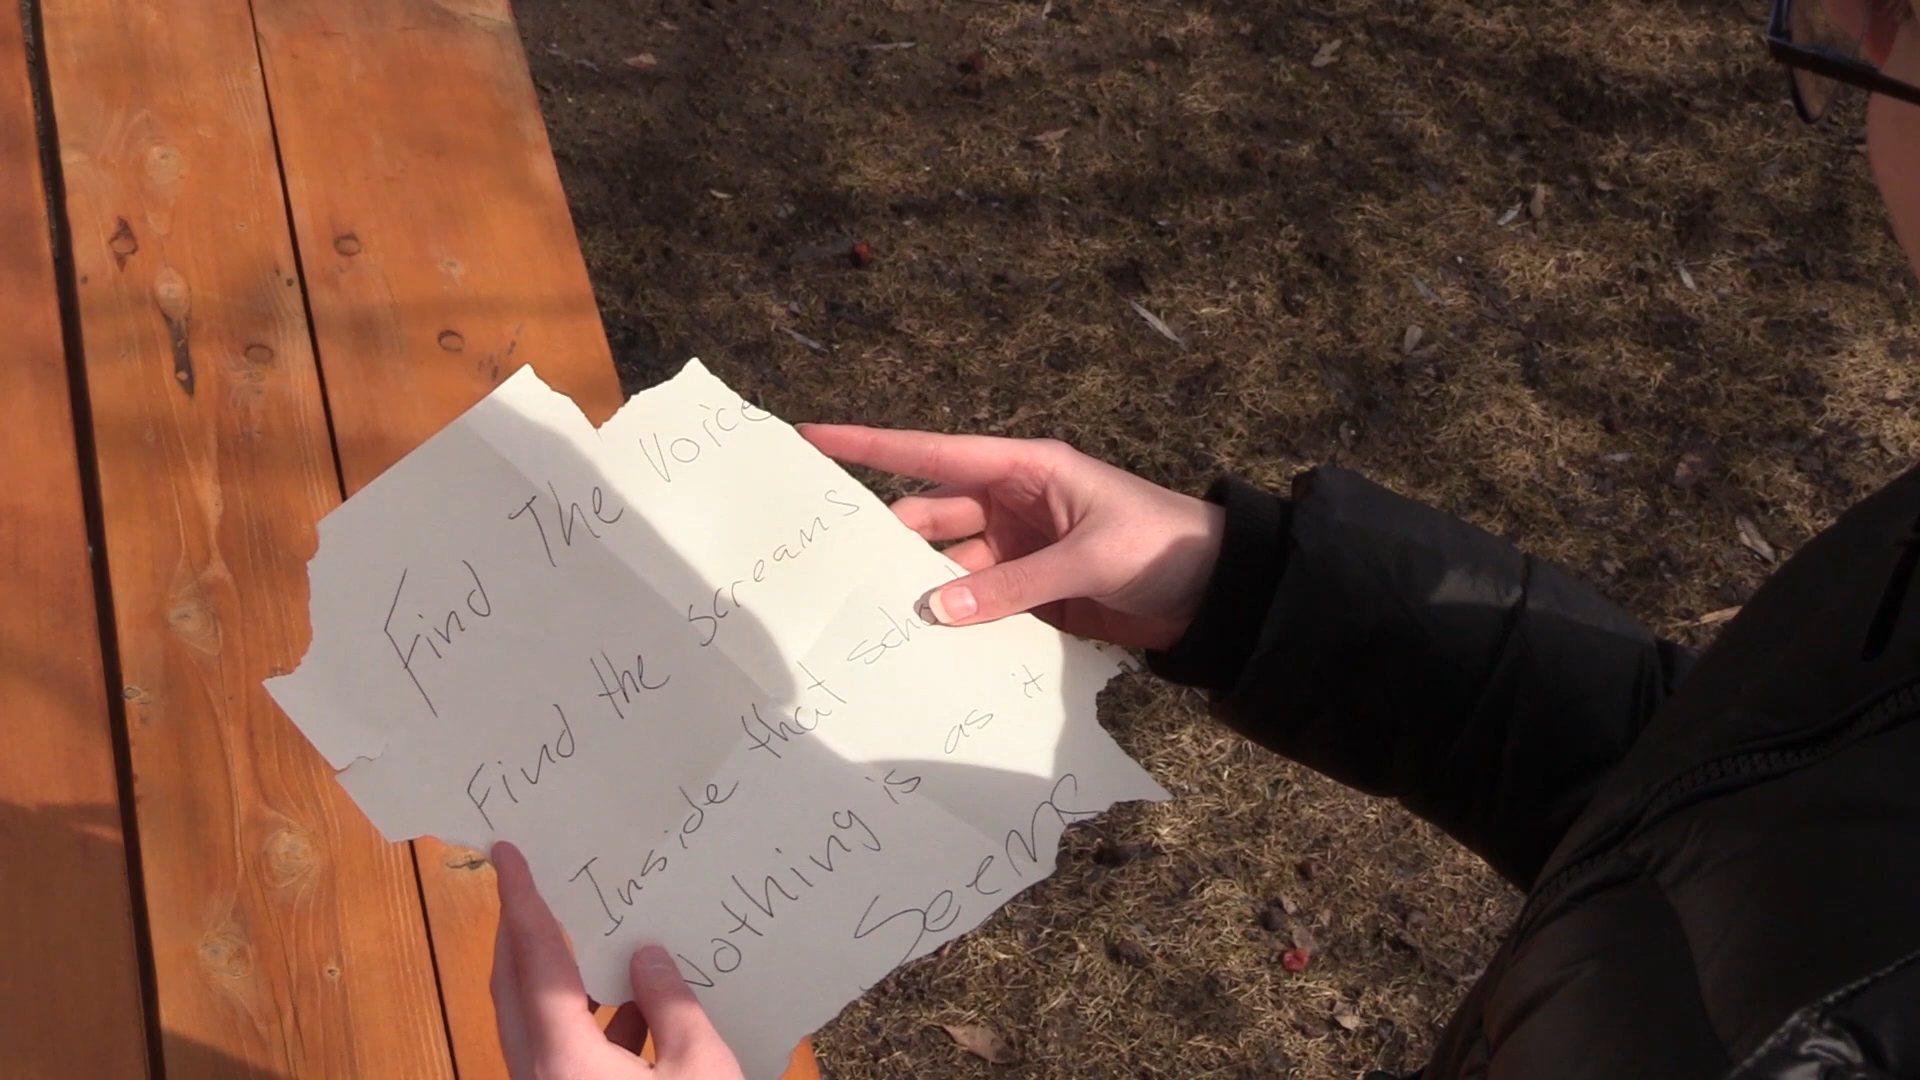 Find The Voice
Find the screams
Inside that
Nothing is as it
Seems